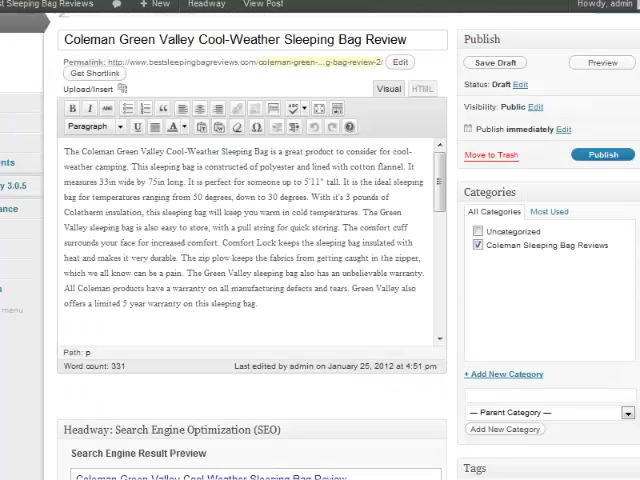 st Sleeping Bag Reviews + New Headway View Post Howdy, admin
Coleman Green Valley Cool-Weather Sleeping Bag Review
Permalink: http://www.bestsleepingbagreviews.com/coleman-green-...g-bag-review-2/ Edit
Get Shortlink
Upload/Insert Visual HTML
B I ABC
Paragraph U A Ω
The Coleman Green Valley Cool-Weather Sleeping Bag is a great product to consider for cool-
weather camping. This sleeping bag is constructed of polyester and lined with cotton flannel. It
measures 33in wide by 75in long. It is perfect for someone up to 5'11" tall. It is the ideal sleeping
bag for temperatures ranging from 50 degrees, down to 30 degrees. With it's 3 pounds of
Coletherm insulation, this sleeping bag will keep you warm in cold temperatures. The Green
Valley sleeping bag is also easy to store, with a pull string for quick storing. The comfort cuff
surrounds your face for increased comfort. Comfort Lock keeps the sleeping bag insulated with
heat and makes it very durable. The zip plow keeps the fabrics from getting caught in the zipper,
which we all know can be a pain. The Green Valley sleeping bag also has an unbelievable warranty.
All Coleman products have a warranty on all manufacturing defects and tears. Green Valley also
offers a limited 5 year warranty on this sleeping bag.
Path: p
Word count: 331 Last edited by admin on January 25, 2012 at 4:51 pm
Headway: Search Engine Optimization (SEO)
Search Engine Result Preview
Coleman Green Valley Cool-Weather Sleeping Bag Review
Publish
Save Draft Preview
Status: Draft Edit
Visibility: Public Edit
Publish immediately Edit
Move to Trash Publish
Categories
All Categories Most Used
Uncategorized
Coleman Sleeping Bag Reviews
+ Add New Category
— Parent Category —
Add New Category
Tags
ents
y 3.0.5
ance
s
menu